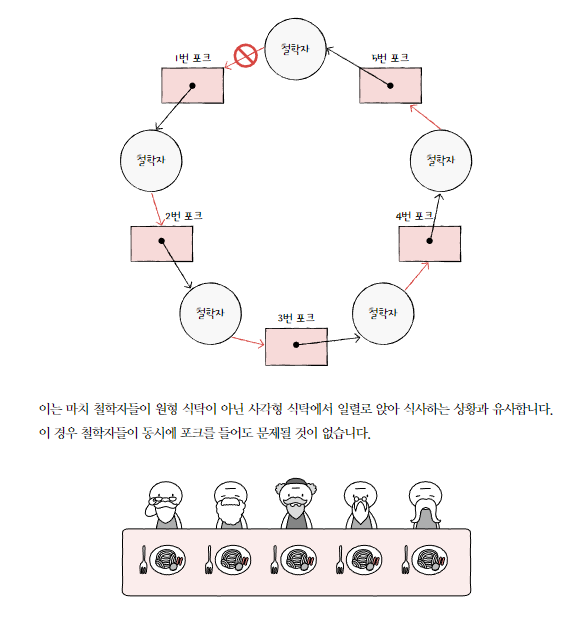 철학자
1번 포크
5번 포크
철학자
철학자
2번 포크
4번 포크
철학자
철학자
3번 포크
이는 마치 철학자들이 원형 식탁이 아닌 사각형 식탁에서 일렬로 앉아 식사하는 상황과 유사합니다.
이 경우 철학자들이 동시에 포크를 들어도 문제될 것이 없습니다.